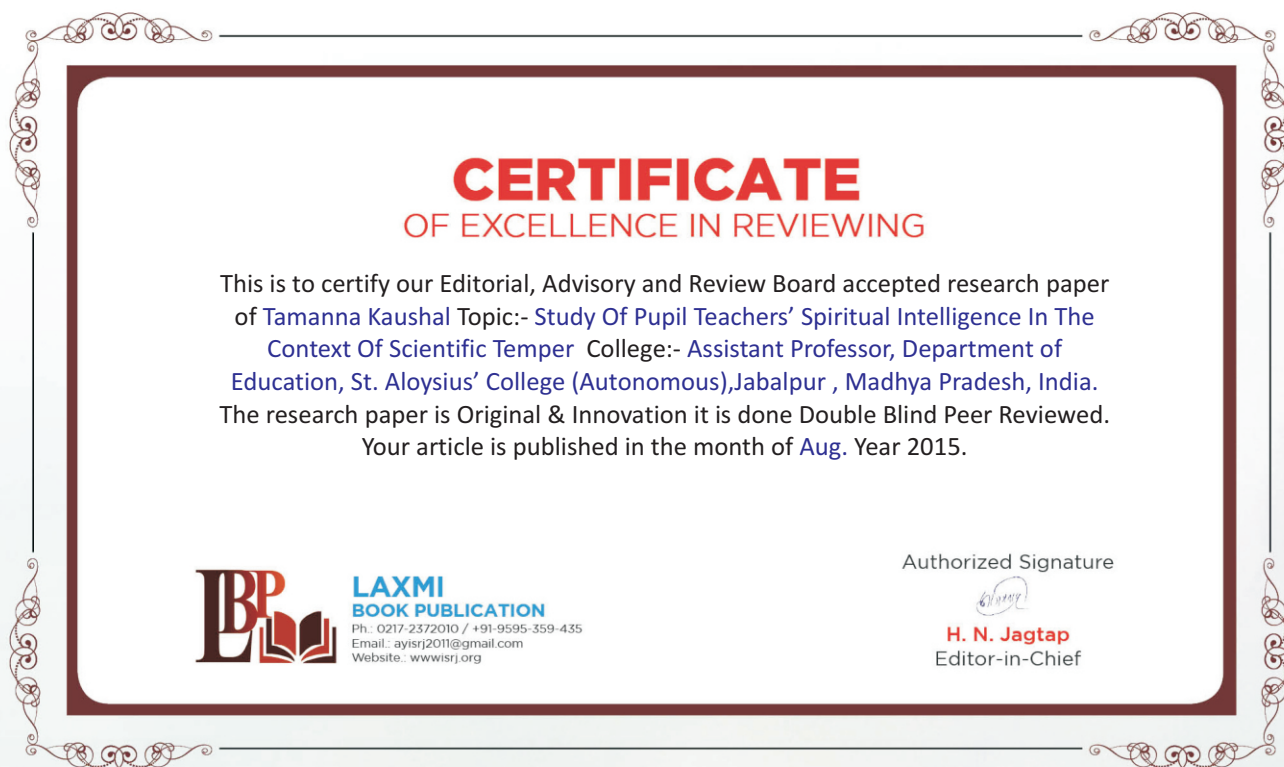 CERTIFICATE
OF EXCELLENCE IN REVIEWING
This is to certify our Editorial, Advisory and Review Board accepted research paper
of Tamanna Kaushal Topic:- Study Of Pupil Teachers’ Spiritual Intelligence In The
Context Of Scientific Temper College:- Assistant Professor, Department of
Education, St. Aloysius’ College (Autonomous),Jabalpur , Madhya Pradesh, India.
The research paper is Original & Innovation it is done Double Blind Peer Reviewed.
Your article is published in the month of Aug. Year 2015.
LBP
LAXMI
BOOK PUBLICATION
Ph.: 0217-2372010 / +91-9595-359-435
Email.: ayisrj2011@gmail.com
Website.: wwwisrj.org
Authorized Signature
H. N. Jagtap
Editor-in-Chief